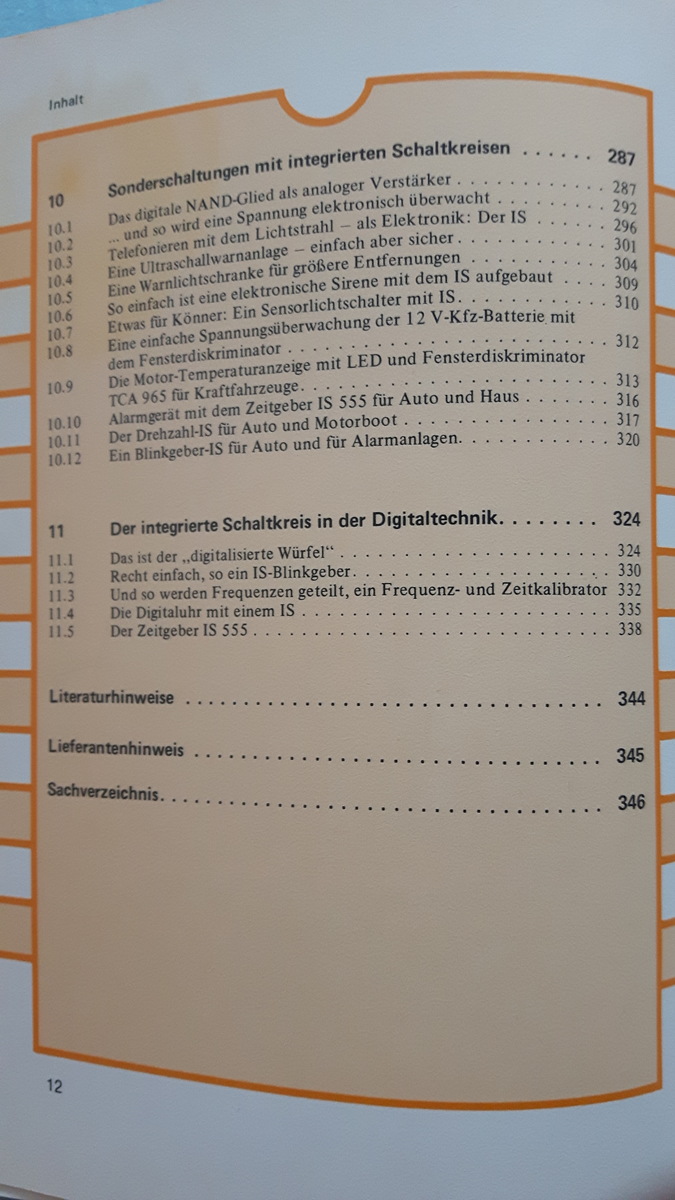 Inhalt
10 Sonderschaltungen mit integrierten Schaltkreisen . . . . . . 287
10.1 Das digitale NAND-Glied als analoger Verstärker . . . . . . . . . . . 287
10.2 ... und so wird eine Spannung elektronisch überwacht . . . . . . . . 292
10.3 Telefonieren mit dem Lichtstrahl – als Elektronik: Der IS . . . . . . 296
10.4 Eine Ultraschallwarnanlage – einfach aber sicher . . . . . . . . . . . 301
10.5 Eine Warnlichtschranke für größere Entfernungen . . . . . . . . . . . 304
10.6 So einfach ist eine elektronische Sirene mit dem IS aufgebaut . . . . 309
10.7 Etwas für Könner: Ein Sensorlichtschalter mit IS. . . . . . . . . . . . 310
10.8 Eine einfache Spannungsüberwachung der 12 V-Kfz-Batterie mit
dem Fensterdiskriminator . . . . . . . . . . . . . . . . . . . . . . . . 312
10.9 Die Motor-Temperaturanzeige mit LED und Fensterdiskriminator
TCA 965 für Kraftfahrzeuge. . . . . . . . . . . . . . . . . . . . . . . 313
10.10 Alarmgerät mit dem Zeitgeber IS 555 für Auto und Haus . . . . . . . 316
10.11 Der Drehzahl-IS für Auto und Motorboot . . . . . . . . . . . . . . . 317
10.12 Ein Blinkgeber-IS für Auto und für Alarmanlagen. . . . . . . . . . . 320
11 Der integrierte Schaltkreis in der Digitaltechnik. . . . . . . . 324
11.1 Das ist der „digitalisierte Würfel“ . . . . . . . . . . . . . . . . . . . . 324
11.2 Recht einfach, so ein IS-Blinkgeber. . . . . . . . . . . . . . . . . . . 330
11.3 Und so werden Frequenzen geteilt, ein Frequenz- und Zeitkalibrator 332
11.4 Die Digitaluhr mit einem IS . . . . . . . . . . . . . . . . . . . . . . . 335
11.5 Der Zeitgeber IS 555 . . . . . . . . . . . . . . . . . . . . . . . . . . . 338
Literaturhinweise . . . . . . . . . . . . . . . . . . . . . . . . . . . . . . . . 344
Lieferantenhinweis . . . . . . . . . . . . . . . . . . . . . . . . . . . . . . . 345
Sachverzeichnis. . . . . . . . . . . . . . . . . . . . . . . . . . . . . . . . . 346
12